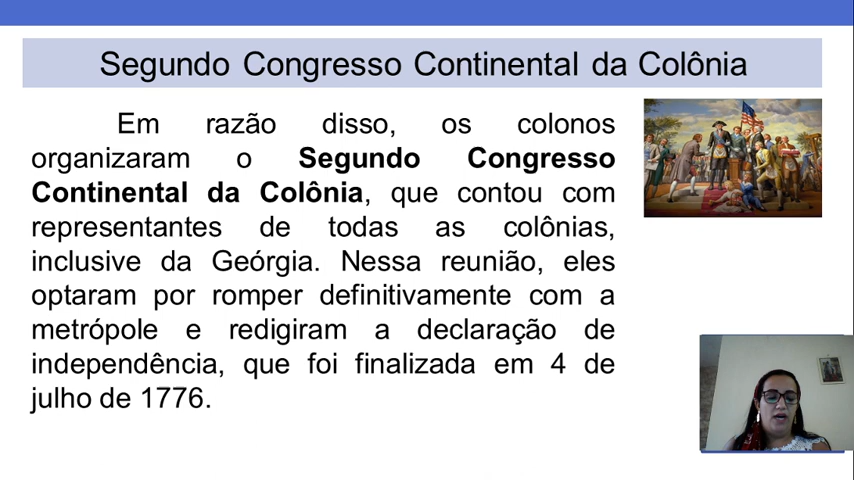 Segundo Congresso Continental da Colônia
Em razão disso, os colonos
organizaram o Segundo Congresso
Continental da Colônia, que contou com
representantes de todas as colônias,
inclusive da Geórgia. Nessa reunião, eles
optaram por romper definitivamente com a
metrópole e redigiram a declaração de
independência, que foi finalizada em 4 de
julho de 1776.